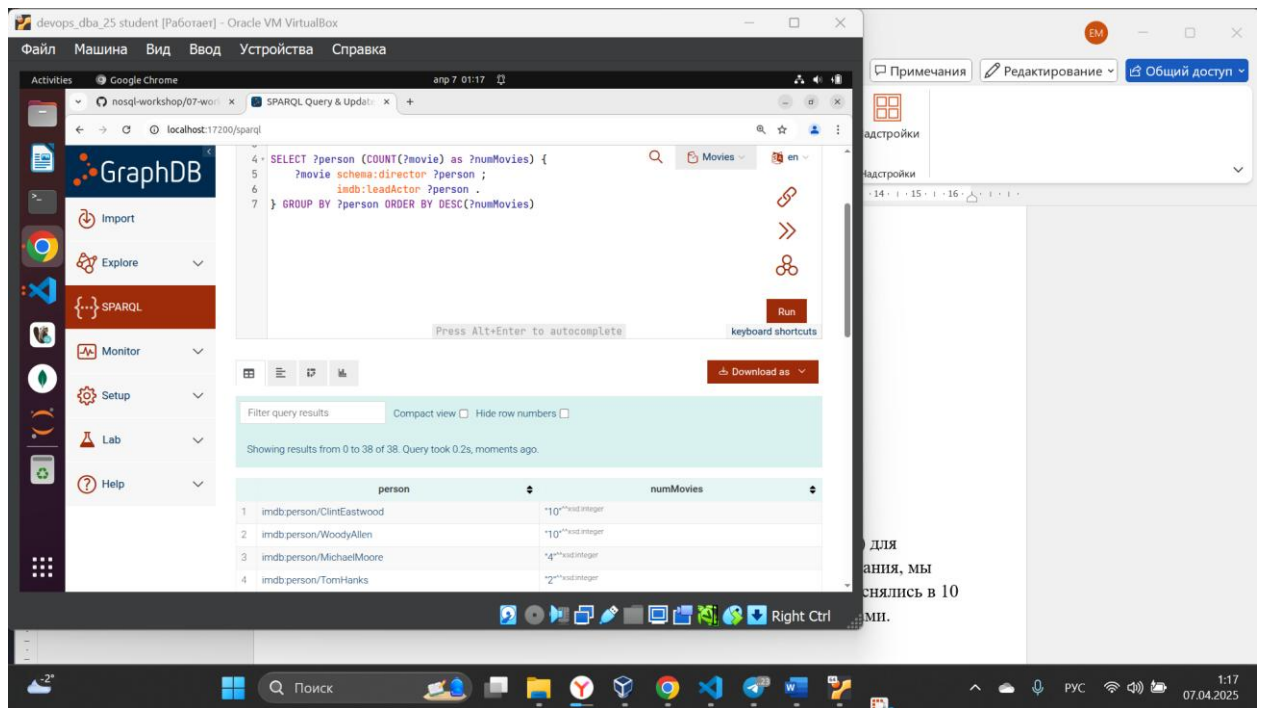 devops_dba_25 student [Работает] - Oracle VM VirtualBox
Файл Машина Вид Ввод Устройства Справка
Activities Google Chrome апр 7 01:17
nosql-workshop/07-wor
SPARQL Query & Update
localhost:17200/sparql
GraphDB
Import
Explore
SPARQL
Monitor
Setup
Lab
Help
4 SELECT ?person (COUNT(?movie) as ?numMovies) {
5 ?movie schema:director ?person ;
6 imdb:leadActor ?person .
7 } GROUP BY ?person ORDER BY DESC(?numMovies)
Movies
en
Run
Press Alt+Enter to autocomplete
keyboard shortcuts
Download as
Filter query results Compact view Hide row numbers
Showing results from 0 to 38 of 38. Query took 0.2s, moments ago.
person numMovies
1 imdb:person/ClintEastwood "10"^^xsd:integer
2 imdb:person/WoodyAllen "10"^^xsd:integer
3 imdb:person/MichaelMoore "4"^^xsd:integer
4 imdb:person/TomHanks "2"^^xsd:integer
Right Ctrl
EM
Примечания Редактирование Общий доступ
адстройки
Надстройки
14 15 16
) для
ания, мы
снялись в 10
ми.
-2°
Поиск
23
РУС
1:17
07.04.2025